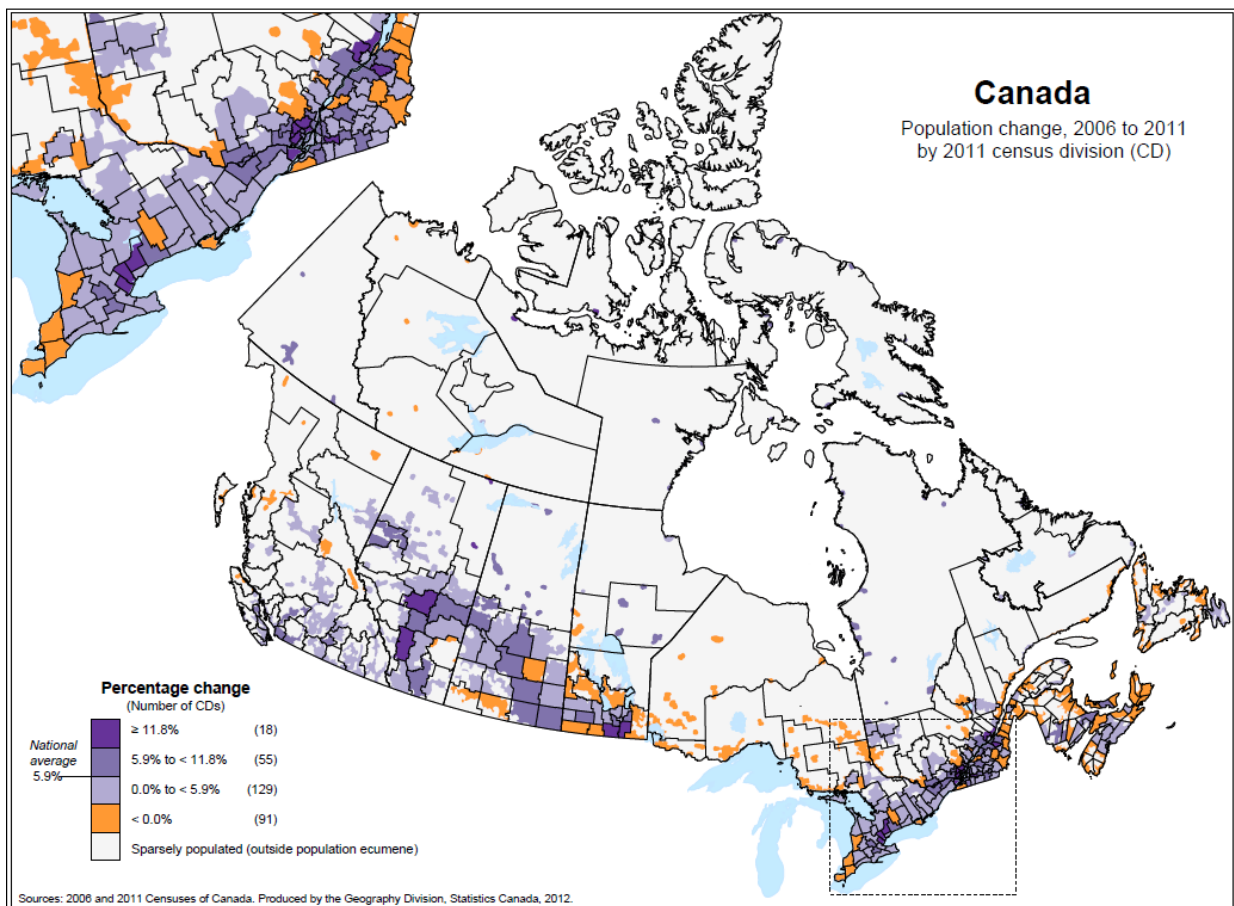 Canada
Population change, 2006 to 2011
by 2011 census division (CD)
Percentage change
(Number of CDs)
≥ 11.8% (18)
National
average
5.9%
5.9% to < 11.8% (55)
0.0% to < 5.9% (129)
< 0.0% (91)
Sparsely populated (outside population ecumene)
Sources: 2006 and 2011 Censuses of Canada. Produced by the Geography Division, Statistics Canada, 2012.